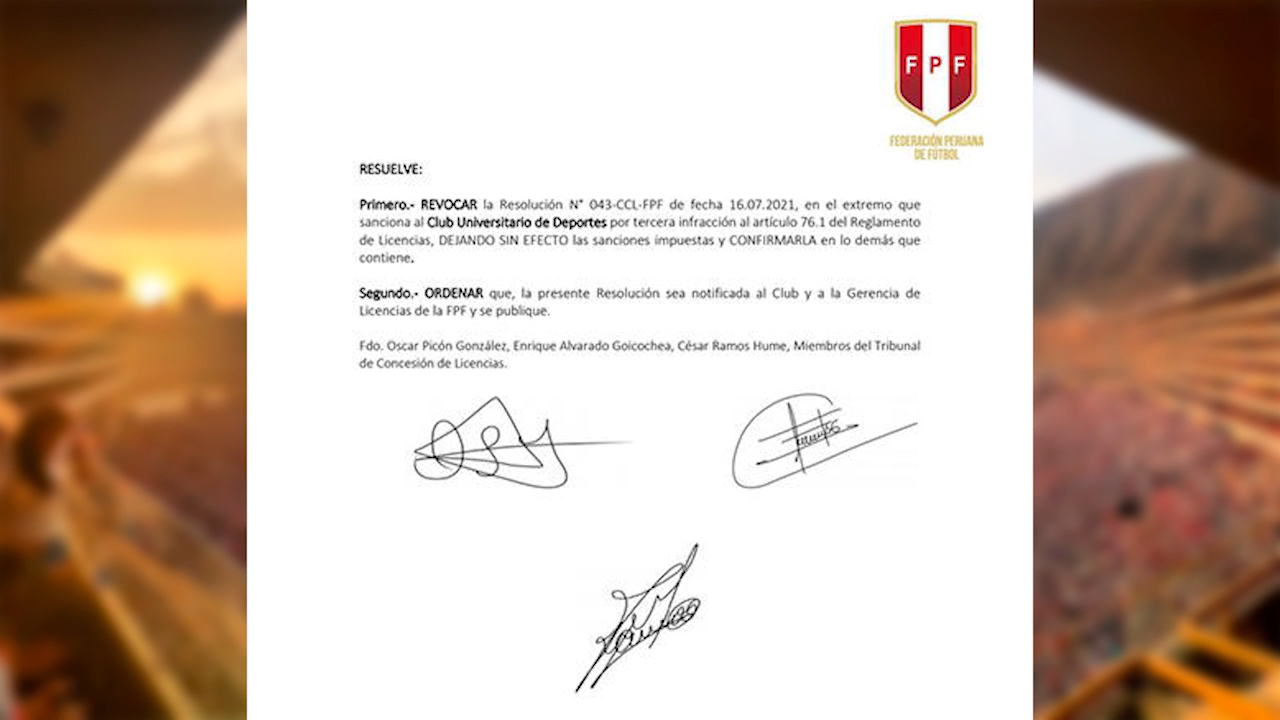 FPF
FEDERACIÓN PERUANA
DE FÚTBOL
RESUELVE:
Primero.- REVOCAR la Resolución N° 043-CCL-FPF de fecha 16.07.2021, en el extremo que
sanciona al Club Universitario de Deportes por tercera infracción al artículo 76.1 del Reglamento
de Licencias, DEJANDO SIN EFECTO las sanciones impuestas y CONFIRMARLA en lo demás que
contiene.
Segundo.- ORDENAR que, la presente Resolución sea notificada al Club y a la Gerencia de
Licencias de la FPF y se publique.
Fdo. Oscar Picón González, Enrique Alvarado Goicochea, César Ramos Hume, Miembros del Tribunal
de Concesión de Licencias.